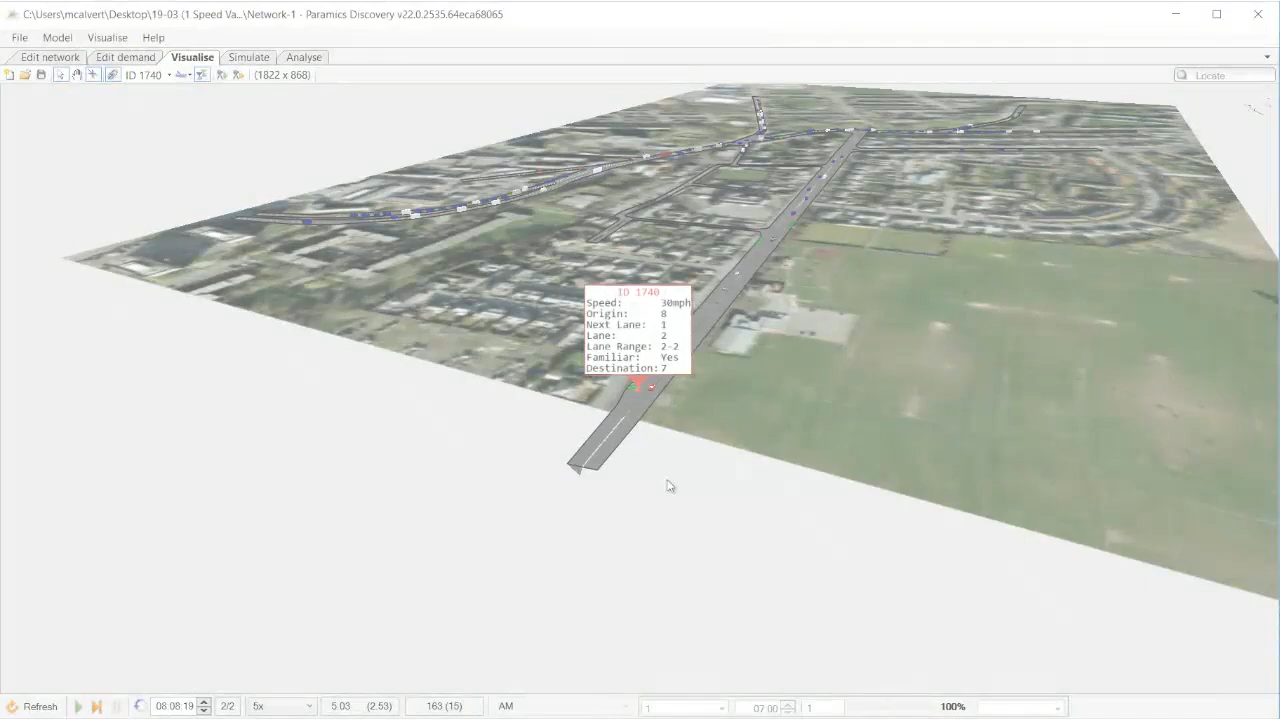 C:\Users\mcalvert\Desktop\19-03 (1 Speed Va...\Network-1 - Paramics Discovery v22.0.2535.64eca68065
File Model Visualise Help
Edit network Edit demand Visualise Simulate Analyse
ID 1740 (1822 x 868) Locate
ID 1740
Speed: 30mph
Origin: 8
Next Lane: 1
Lane: 2
Lane Range: 2-2
Familiar: Yes
Destination: 7
Refresh 08:08:19 2/2 5x 5.03 (2.53) 163 (15) AM 1 07:00 1 100%